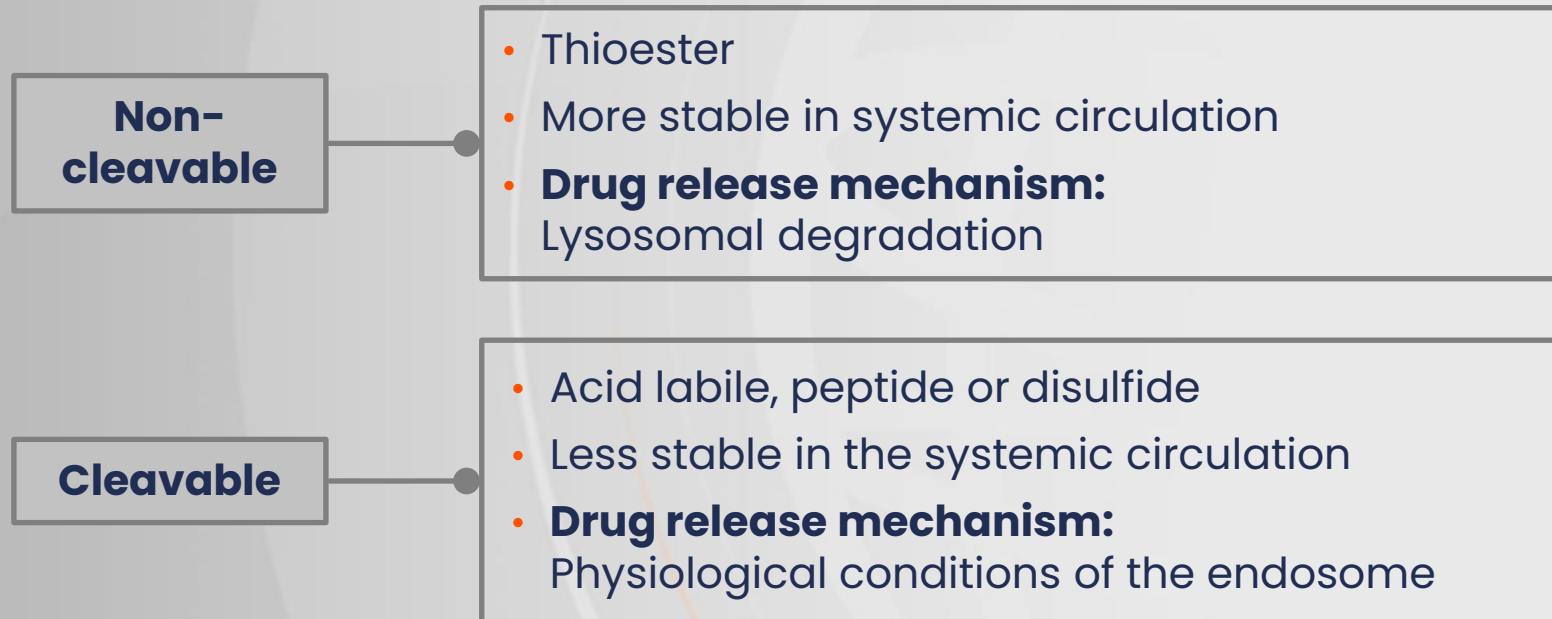 Non-
cleavable
• Thioester
• More stable in systemic circulation
• Drug release mechanism:
Lysosomal degradation
Cleavable
• Acid labile, peptide or disulfide
• Less stable in the systemic circulation
• Drug release mechanism:
Physiological conditions of the endosome